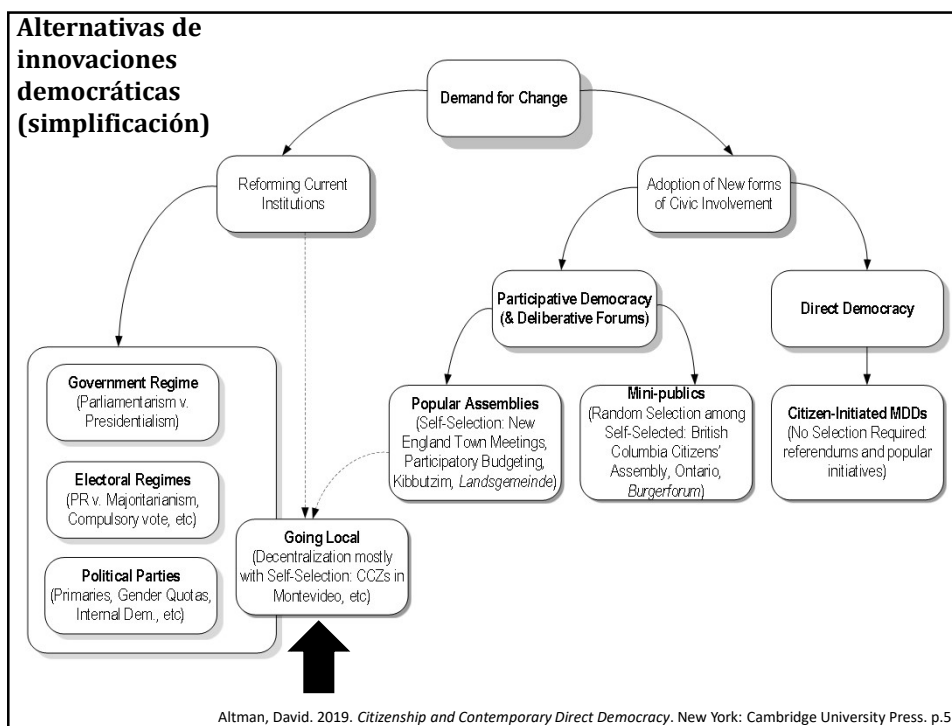 Alternativas de
innovaciones
democráticas
(simplificación)
Demand for Change
Reforming Current
Institutions
Adoption of New forms
of Civic Involvement
Participative Democracy
(& Deliberative Forums)
Direct Democracy
Government Regime
(Parliamentarism v.
Presidentialism)
Electoral Regimes
(PR v. Majoritarianism,
Compulsory vote, etc)
Political Parties
(Primaries, Gender Quotas,
Internal Dem., etc)
Going Local
(Decentralization mostly
with Self-Selection: CCZs in
Montevideo, etc)
Popular Assemblies
(Self-Selection: New
England Town Meetings,
Participatory Budgeting,
Kibbutzim, Landsgemeinde)
Mini-publics
(Random Selection among
Self-Selected: British
Columbia Citizens'
Assembly, Ontario,
Burgerforum)
Citizen-Initiated MDDs
(No Selection Required:
referendums and popular
initiatives)
Altman, David. 2019. Citizenship and Contemporary Direct Democracy. New York: Cambridge University Press. p.5